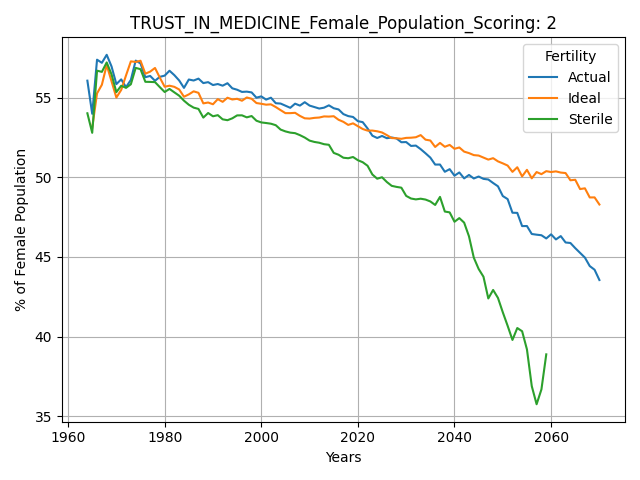 TRUST_IN_MEDICINE_Female_Population_Scoring: 2
Fertility
Actual
Ideal
Sterile
% of Female Population
55
50
45
40
35
1960
1980
2000
2020
2040
2060
Years